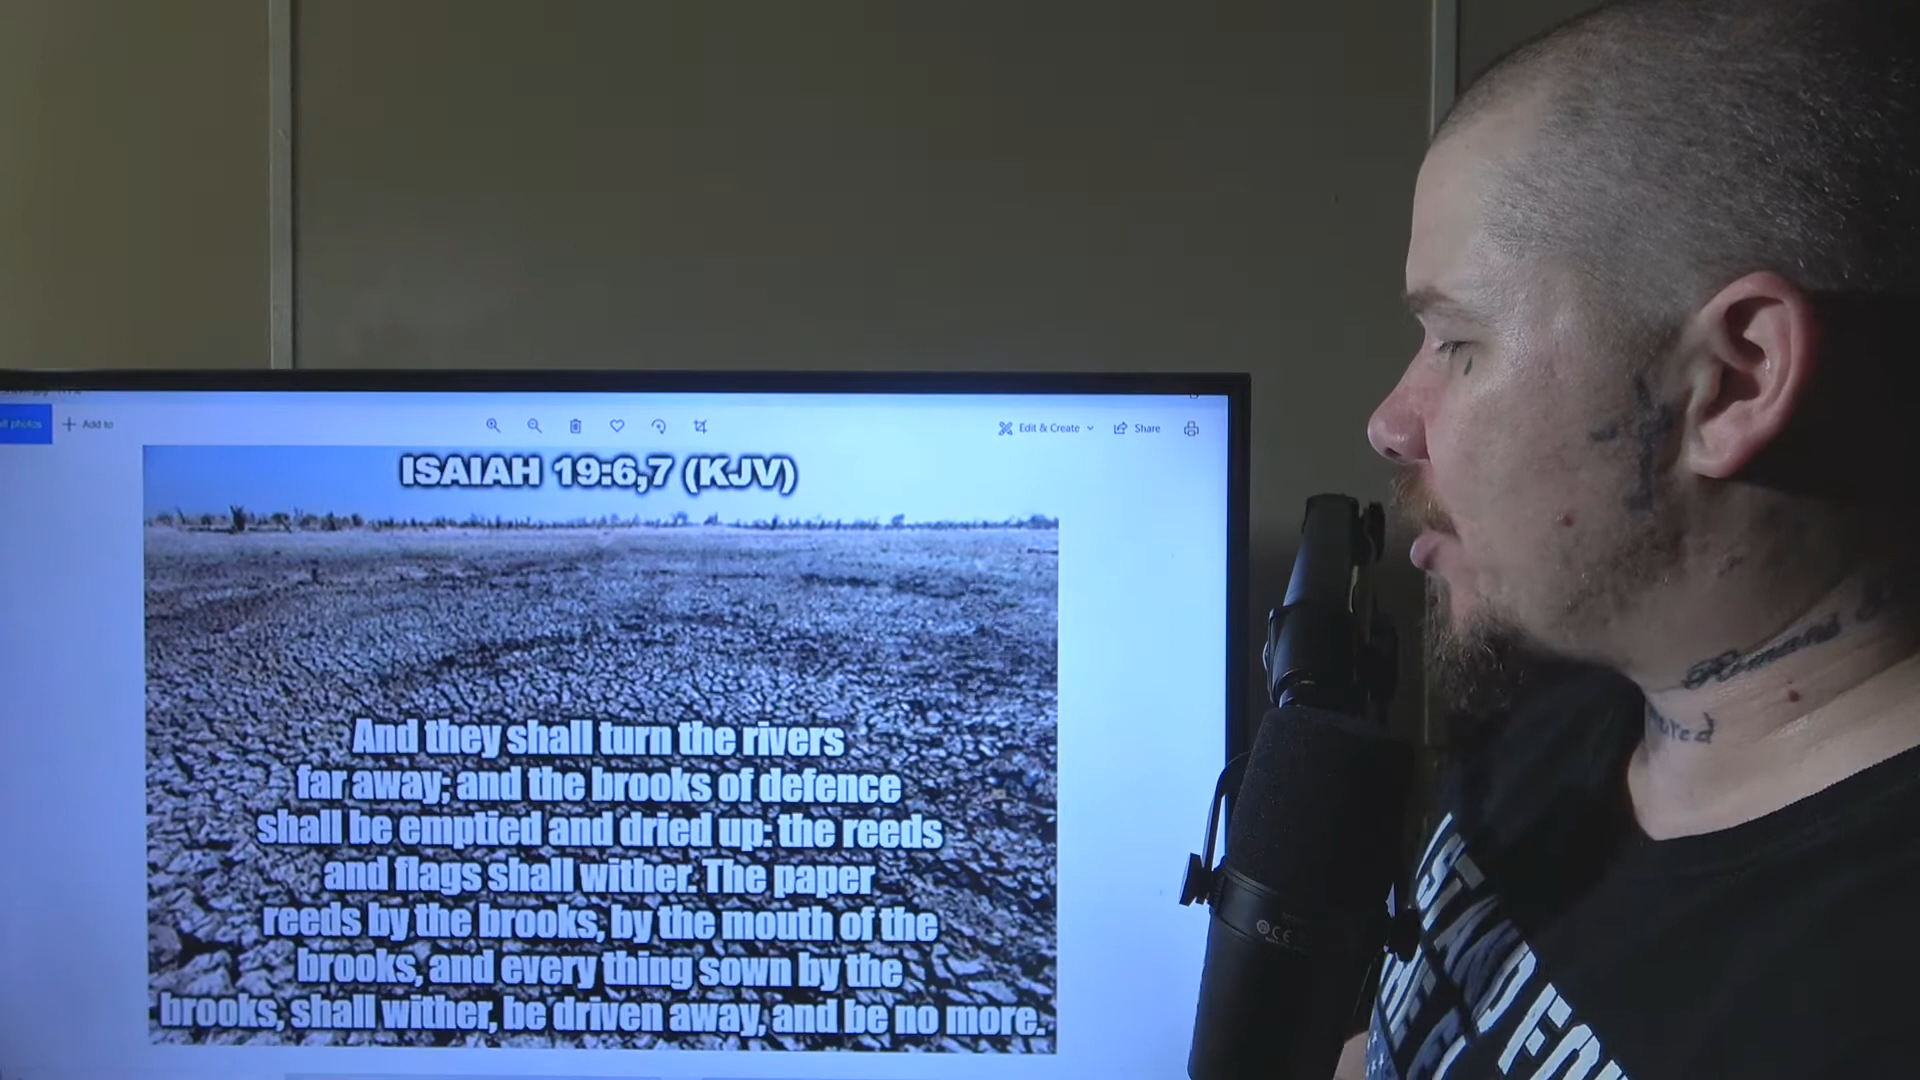 Add to
Edit & Create
Share
ISAIAH 19:6,7 (KJV)
And they shall turn the rivers
far away; and the brooks of defence
shall be emptied and dried up: the reeds
and flags shall wither. The paper
reeds by the brooks, by the mouth of the
brooks, and every thing sown by the
brooks, shall wither, be driven away, and be no more.